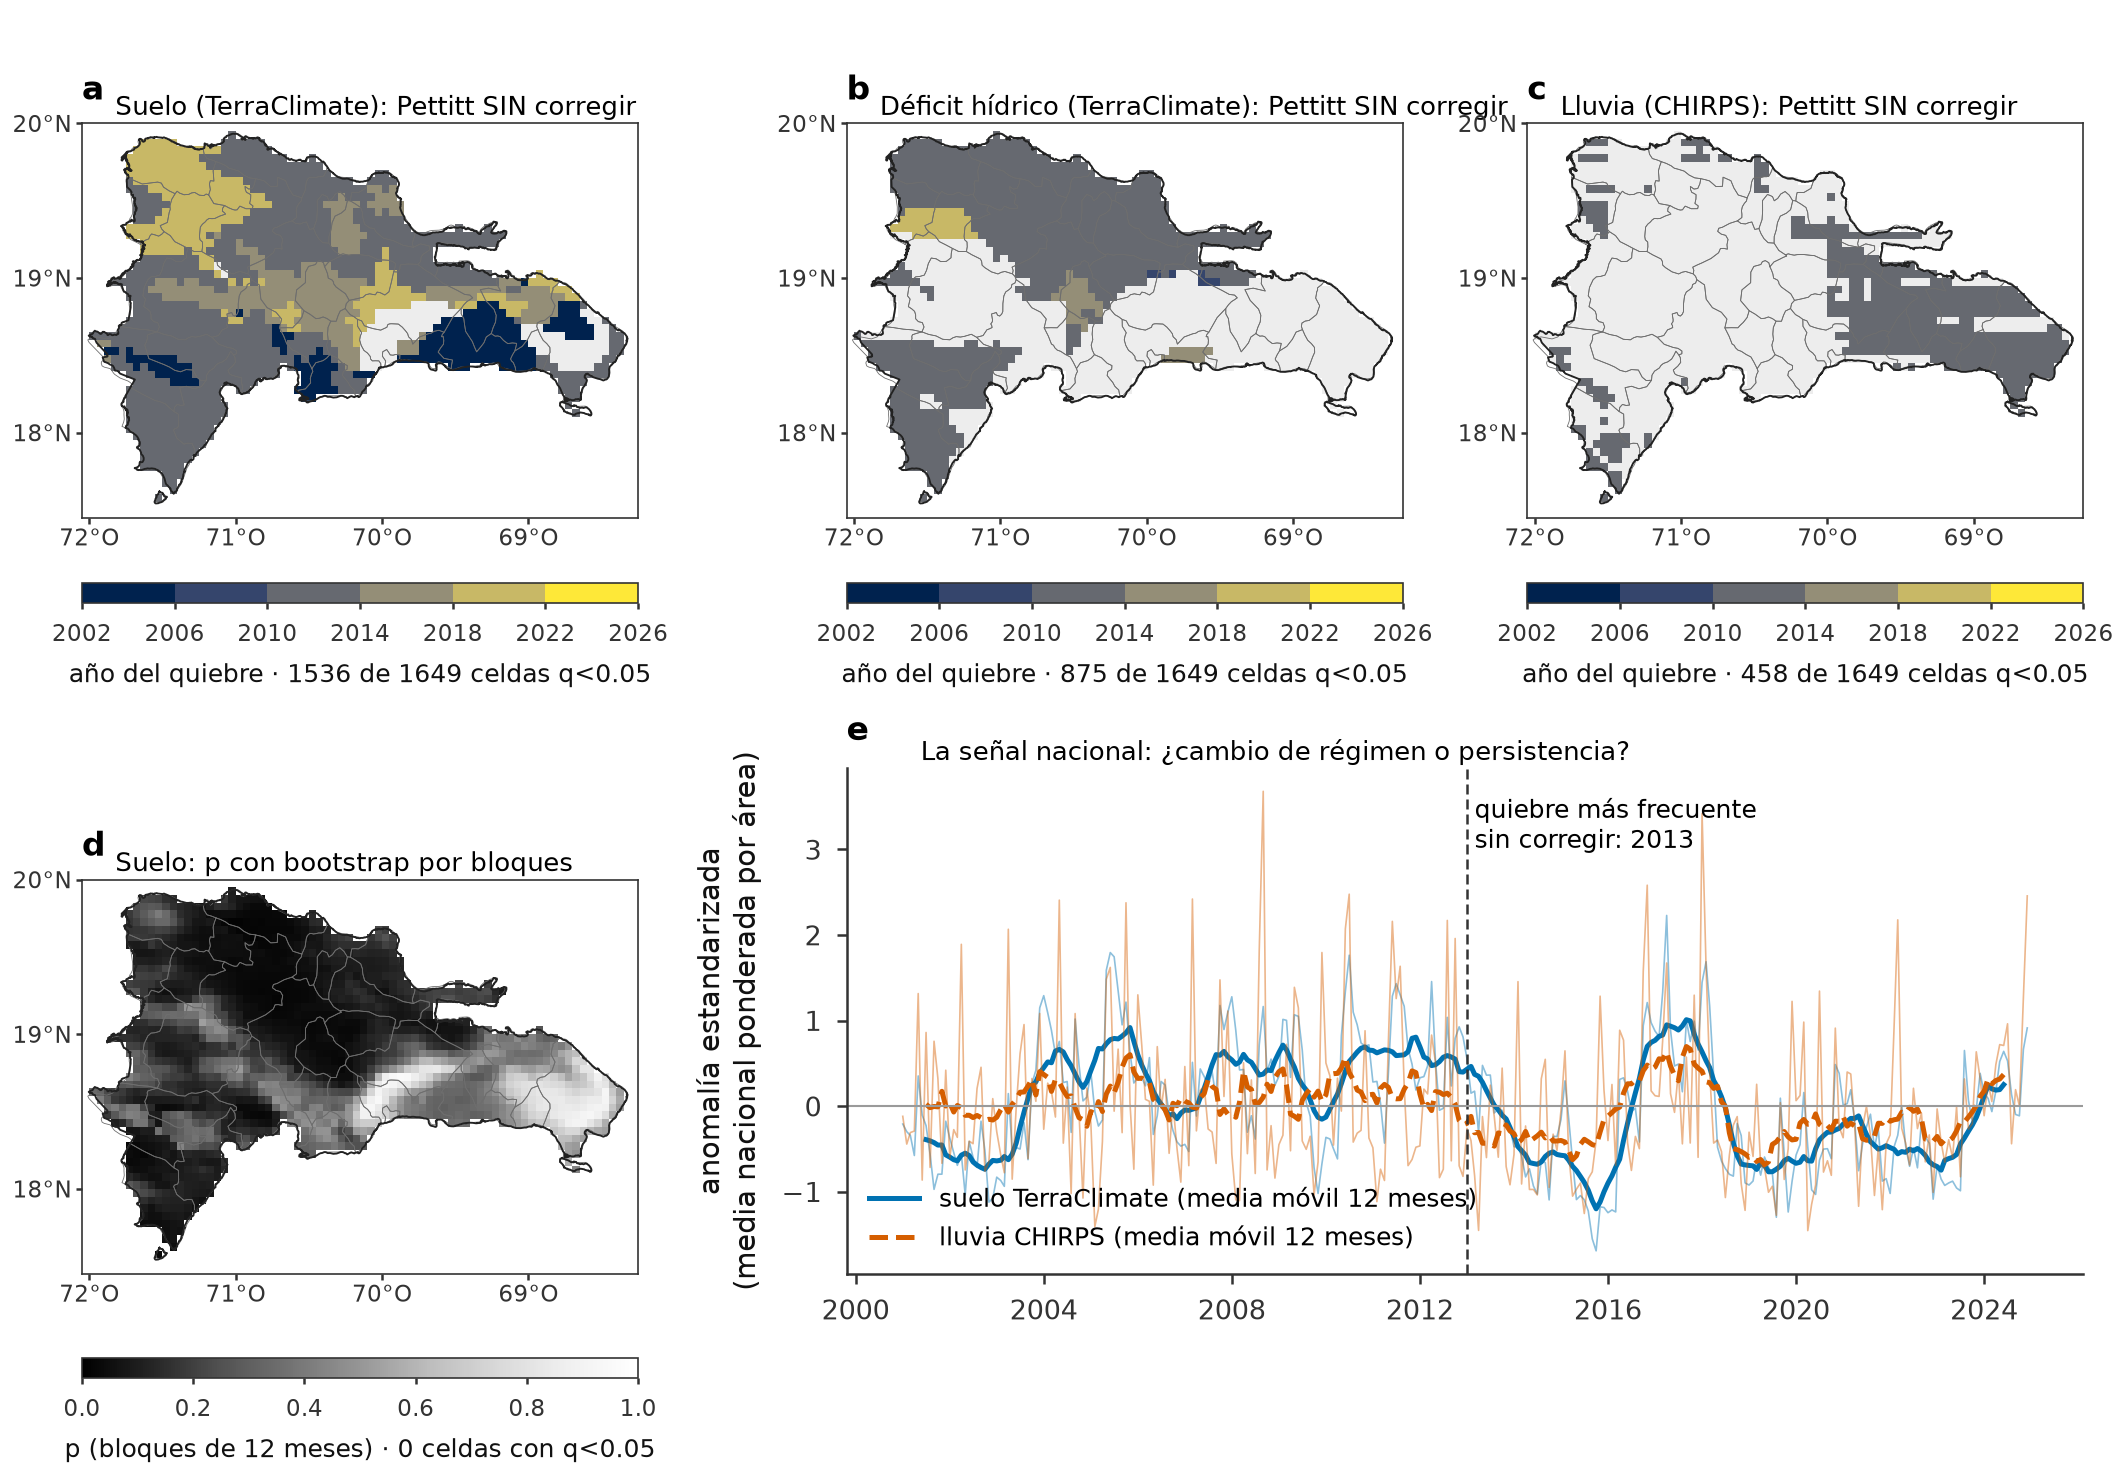 a
Suelo (TerraClimate): Pettitt SIN corregir
20°N
19°N
18°N
72°O 71°O 70°O 69°O
2002 2006 2010 2014 2018 2022 2026
año del quiebre · 1536 de 1649 celdas q<0.05
b
Déficit hídrico (TerraClimate): Pettitt SIN corregir
20°N
19°N
18°N
72°O 71°O 70°O 69°O
2002 2006 2010 2014 2018 2022 2026
año del quiebre · 875 de 1649 celdas q<0.05
c
Lluvia (CHIRPS): Pettitt SIN corregir
20°N
19°N
18°N
72°O 71°O 70°O 69°O
2002 2006 2010 2014 2018 2022 2026
año del quiebre · 458 de 1649 celdas q<0.05
d
Suelo: p con bootstrap por bloques
20°N
19°N
18°N
72°O 71°O 70°O 69°O
0.0 0.2 0.4 0.6 0.8 1.0
p (bloques de 12 meses) · 0 celdas con q<0.05
e
La señal nacional: ¿cambio de régimen o persistencia?
anomalía estandarizada
(media nacional ponderada por área)
3
2
1
0
−1
quiebre más frecuente
sin corregir: 2013
suelo TerraClimate (media móvil 12 meses)
lluvia CHIRPS (media móvil 12 meses)
2000 2004 2008 2012 2016 2020 2024